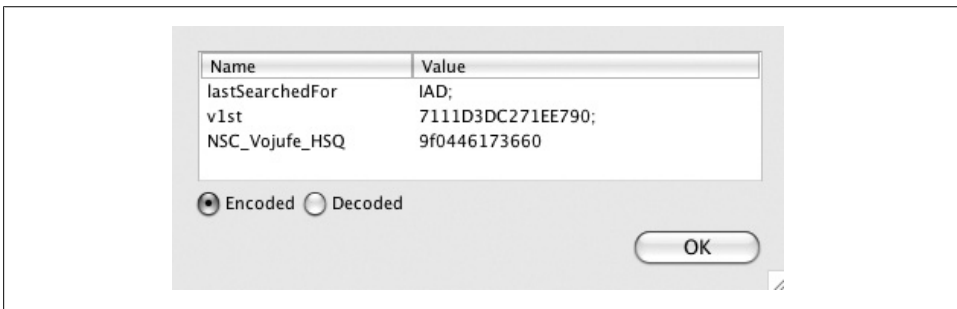 Name Value
lastSearchedFor IAD;
v1st 7111D3DC271EE790;
NSC_Vojufe_HSQ 9f0446173660
Encoded Decoded
OK